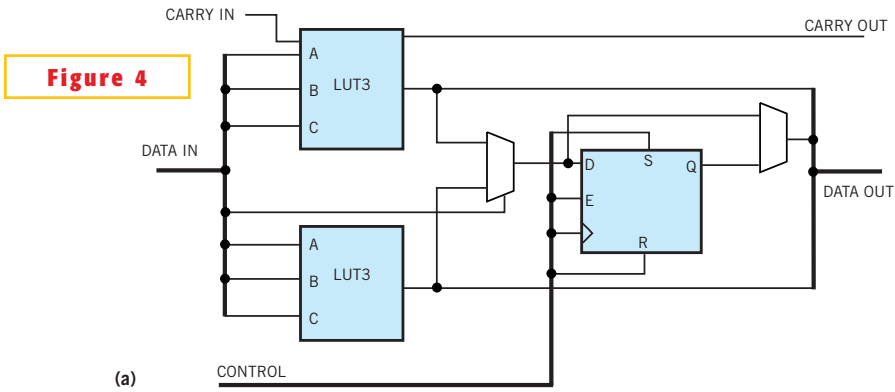 CARRY IN
CARRY OUT
Figure 4
A
B
C
LUT3
DATA IN
D
S
Q
E
R
DATA OUT
A
B
C
LUT3
CONTROL
(a)